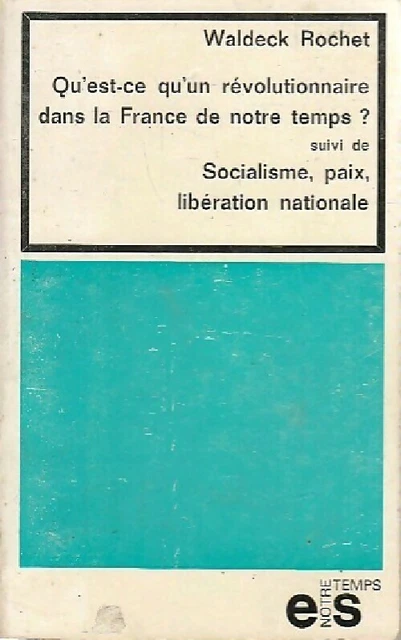 Waldeck Rochet
Qu'est-ce qu'un révolutionnaire
dans la France de notre temps ?
suivi de
Socialisme, paix,
libération nationale
NOTRE TEMPS
es